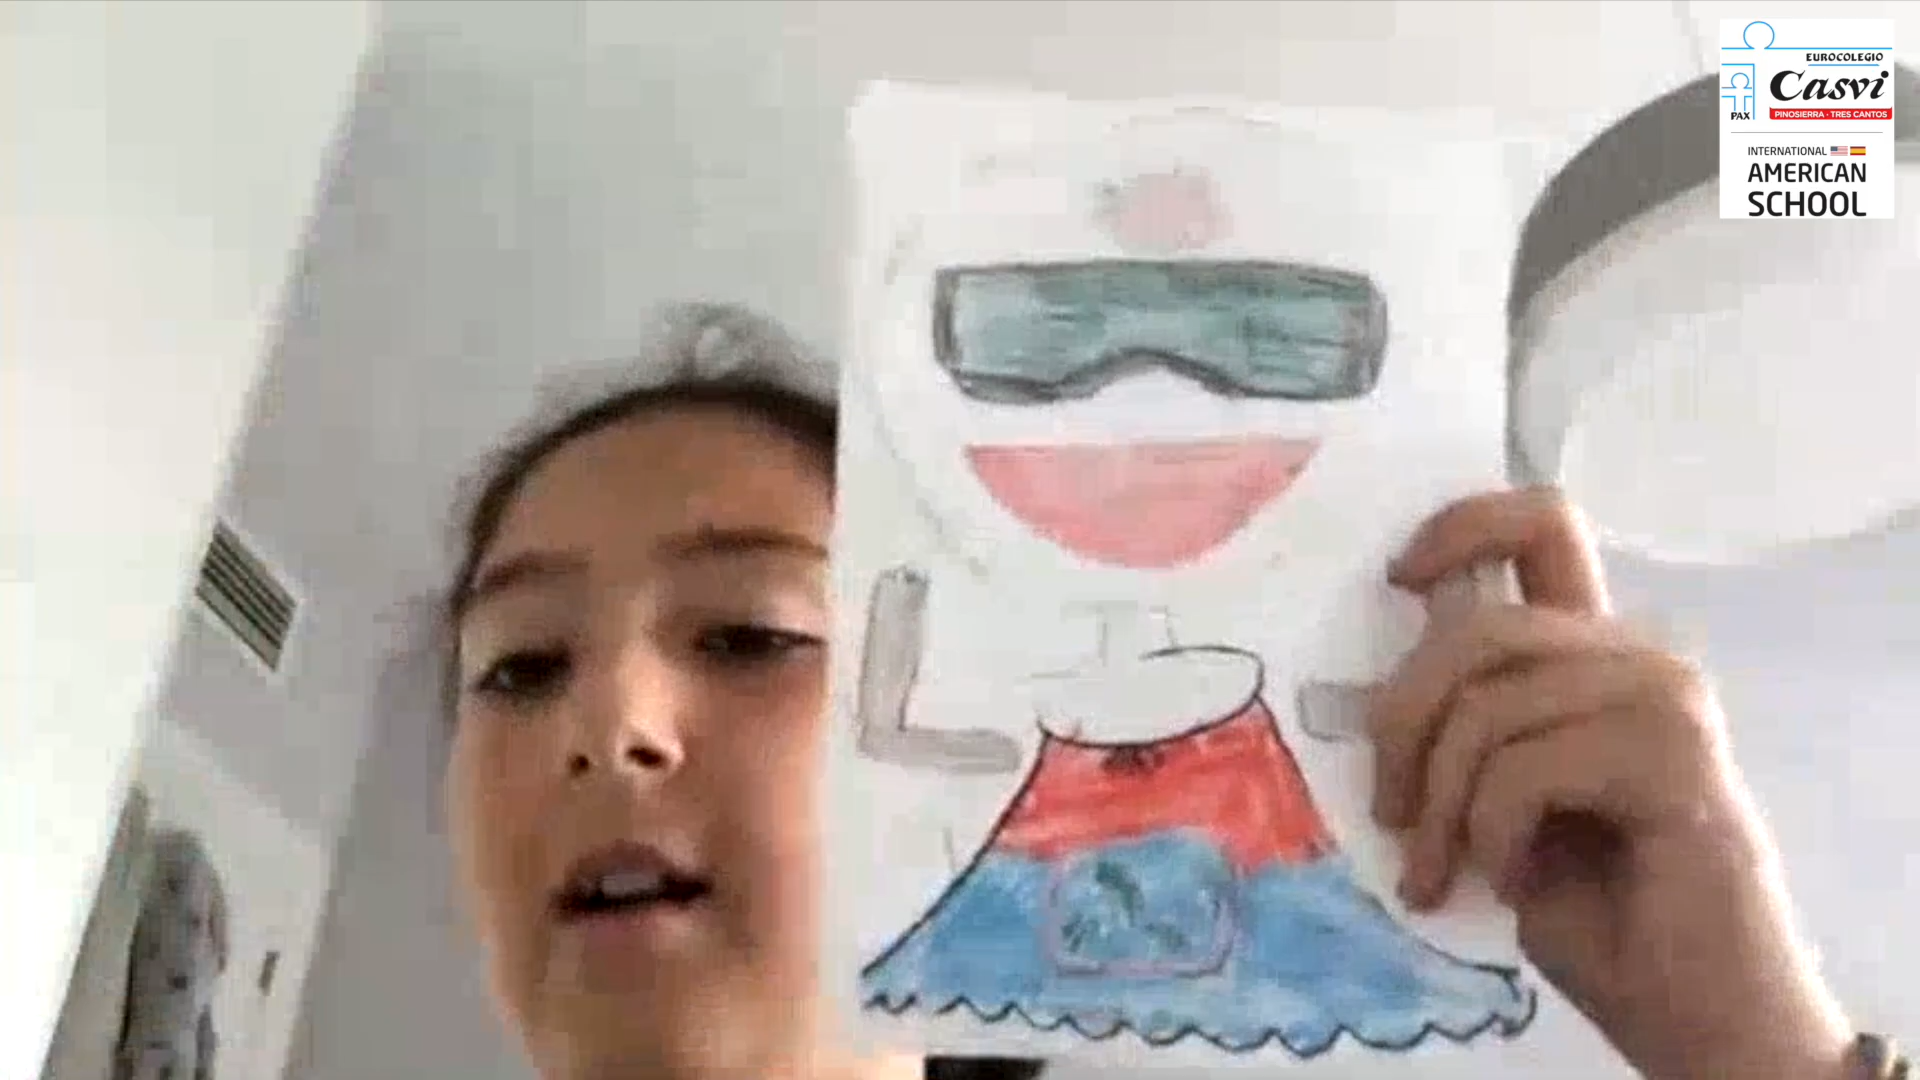 EUROCOLEGIO
Casvi
PAX
PINOSIERRA · TRES CANTOS
INTERNATIONAL
AMERICAN
SCHOOL